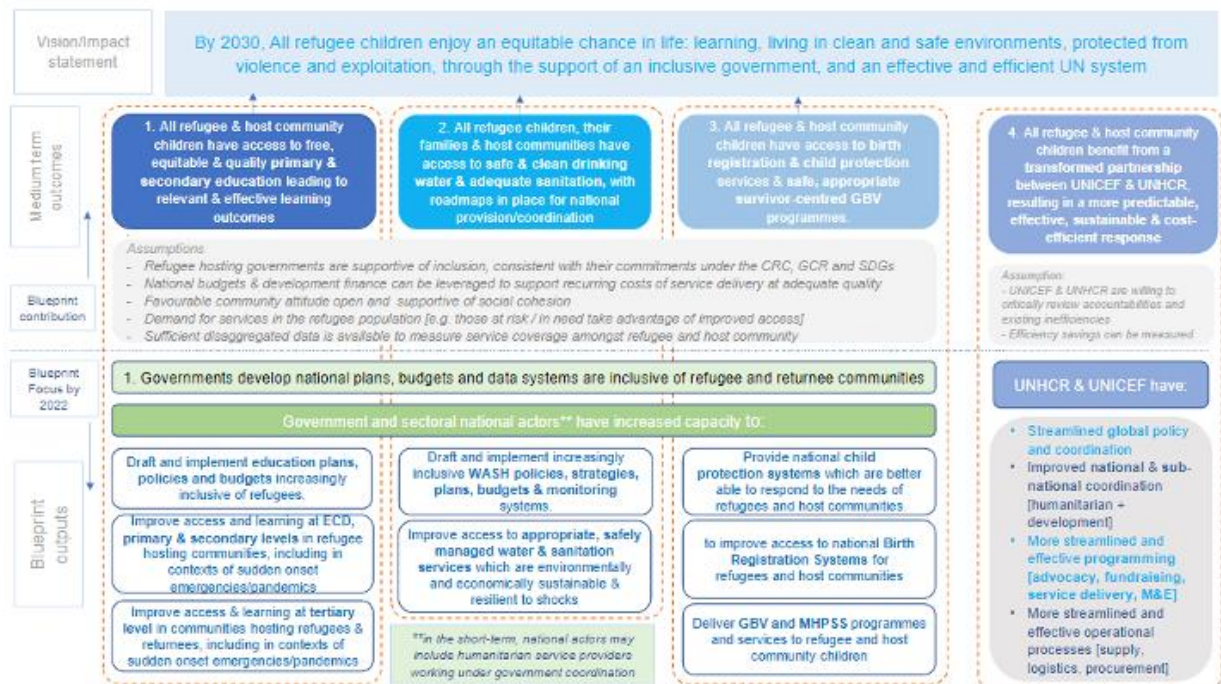 Vision/Impact
statement
By 2030, All refugee children enjoy an equitable chance in life: learning, living in clean and safe environments, protected from
violence and exploitation, through the support of an inclusive government, and an effective and efficient UN system
Medium term
outcomes
1. All refugee & host community
children have access to free,
equitable & quality primary &
secondary education leading to
relevant & effective learning
outcomes
2. All refugee children, their
families & host communities have
access to safe & clean drinking
water & adequate sanitation, with
roadmaps in place for national
provision/coordination
3. All refugee & host community
children have access to birth
registration & child protection
services & safe, appropriate
survivor-centred GBV
programmes.
4. All refugee & host community
children benefit from a
transformed partnership
between UNICEF & UNHCR,
resulting in a more predictable,
effective, sustainable & cost-
efficient response
Assumptions
- Refugee hosting governments are supportive of inclusion, consistent with their commitments under the CRC, GCR and SDGs
- National budgets & development finance can be leveraged to support recurring costs of service delivery at adequate quality
- Favourable community attitude open and supportive of social cohesion
- Demand for services in the refugee population [e.g. those at risk / in need take advantage of improved access]
- Sufficient disaggregated data is available to measure service coverage amongst refugee and host community
Assumption:
- UNICEF & UNHCR are willing to
critically review accountabilities and
existing inefficiencies
- Efficiency savings can be measured
Blueprint
contribution
Blueprint
Focus by
2022
1. Governments develop national plans, budgets and data systems are inclusive of refugee and returnee communities
Government and sectoral national actors** have increased capacity to:
UNHCR & UNICEF have:
Blueprint
outputs
Draft and implement education plans,
policies and budgets increasingly
inclusive of refugees.
Improve access and learning at ECD,
primary & secondary levels in refugee
hosting communities, including in
contexts of sudden onset
emergencies/pandemics
Improve access & learning at tertiary
level in communities hosting refugees &
returnees, including in contexts of
sudden onset emergencies/pandemics
Draft and implement increasingly
inclusive WASH policies, strategies,
plans, budgets & monitoring
systems.
Improve access to appropriate, safely
managed water & sanitation
services which are environmentally
and economically sustainable &
resilient to shocks
**in the short-term, national actors may
include humanitarian service providers
working under government coordination
Provide national child
protection systems which are better
able to respond to the needs of
refugees and host communities.
to improve access to national Birth
Registration Systems for
refugees and host communities
Deliver GBV and MHPSS programmes
and services to refugee and host
community children
• Streamlined global policy
and coordination
• Improved national & sub-
national coordination
[humanitarian +
development]
• More streamlined and
effective programming
[advocacy, fundraising,
service delivery, M&E]
• More streamlined and
effective operational
processes [supply,
logistics, procurement]